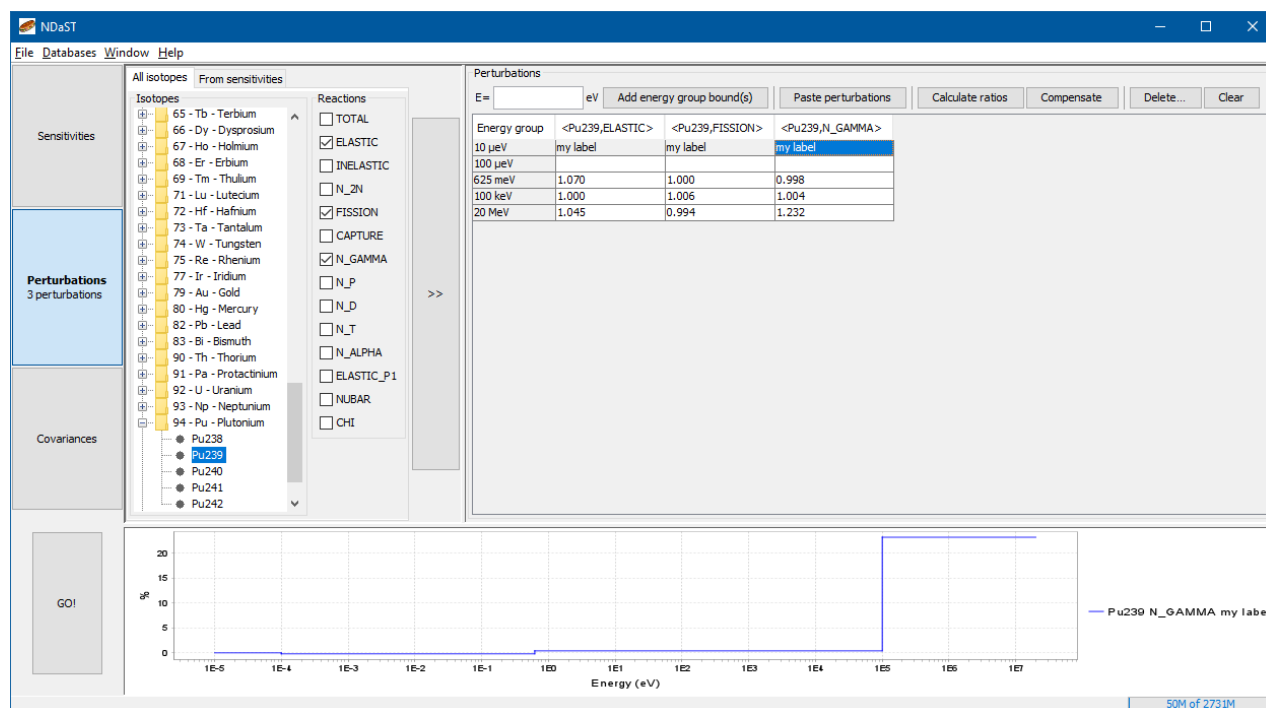 NDaST
File Databases Window Help
Sensitivities
Perturbations
3 perturbations
Covariances
GO!
All isotopes From sensitivities
Isotopes
65 - Tb - Terbium
66 - Dy - Dysprosium
67 - Ho - Holmium
68 - Er - Erbium
69 - Tm - Thulium
71 - Lu - Lutecium
72 - Hf - Hafnium
73 - Ta - Tantalum
74 - W - Tungsten
75 - Re - Rhenium
77 - Ir - Iridium
79 - Au - Gold
80 - Hg - Mercury
82 - Pb - Lead
83 - Bi - Bismuth
90 - Th - Thorium
91 - Pa - Protactinium
92 - U - Uranium
93 - Np - Neptunium
94 - Pu - Plutonium
Pu238
Pu239
Pu240
Pu241
Pu242
Reactions
TOTAL
ELASTIC
INELASTIC
N_2N
FISSION
CAPTURE
N_GAMMA
N_P
N_D
N_T
N_ALPHA
ELASTIC_P1
NUBAR
CHI
>>
Perturbations
E= eV Add energy group bound(s) Paste perturbations Calculate ratios Compensate Delete... Clear
Energy group <Pu239,ELASTIC> <Pu239,FISSION> <Pu239,N_GAMMA>
10 µeV my label my label my label
100 µeV
625 meV 1.070 1.000 0.998
100 keV 1.000 1.006 1.004
20 MeV 1.045 0.994 1.232
%
20
15
10
5
0
1E-5 1E-4 1E-3 1E-2 1E-1 1E0 1E1 1E2 1E3 1E4 1E5 1E6 1E7
Energy (eV)
Pu239 N_GAMMA my labe
50M of 2731M